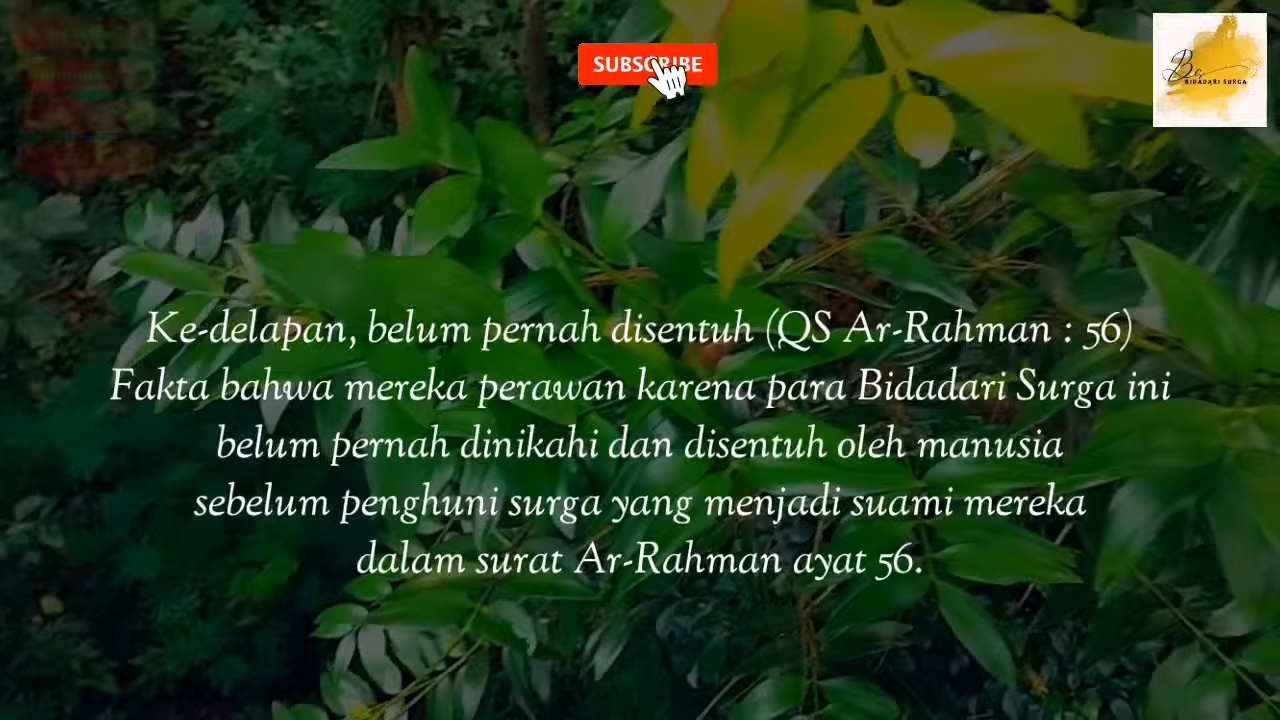 SUBSCRIBE
Be
BIDADARI SURGA
Ke-delapan, belum pernah disentuh (QS Ar-Rahman : 56)
Fakta bahwa mereka perawan karena para Bidadari Surga ini
belum pernah dinikahi dan disentuh oleh manusia
sebelum penghuni surga yang menjadi suami mereka
dalam surat Ar-Rahman ayat 56.